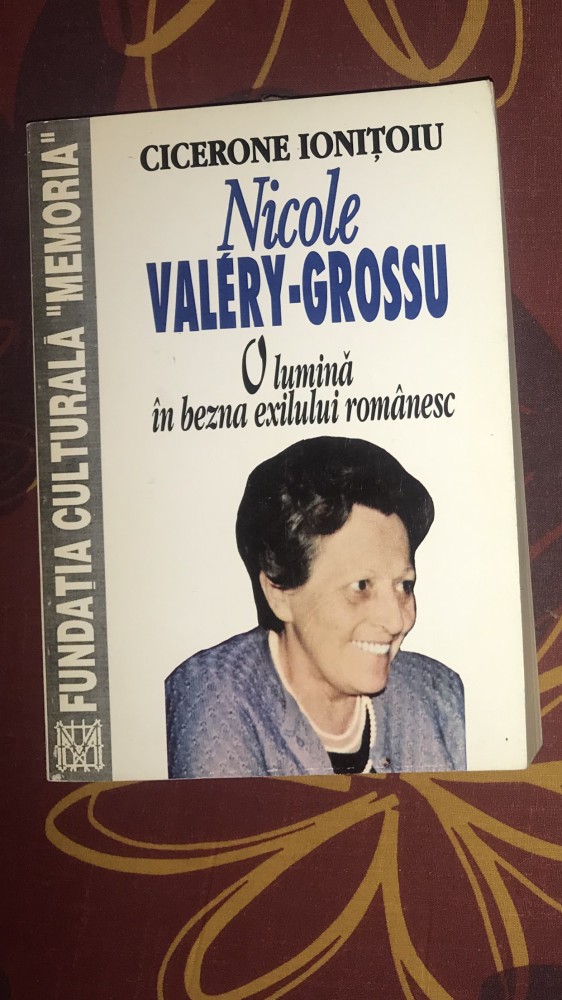 CICERONE IONIȚOIU
Nicole
VALÉRY-GROSSU
O lumină
în bezna exilului românesc
FUNDAȚIA CULTURALĂ "MEMORIA"